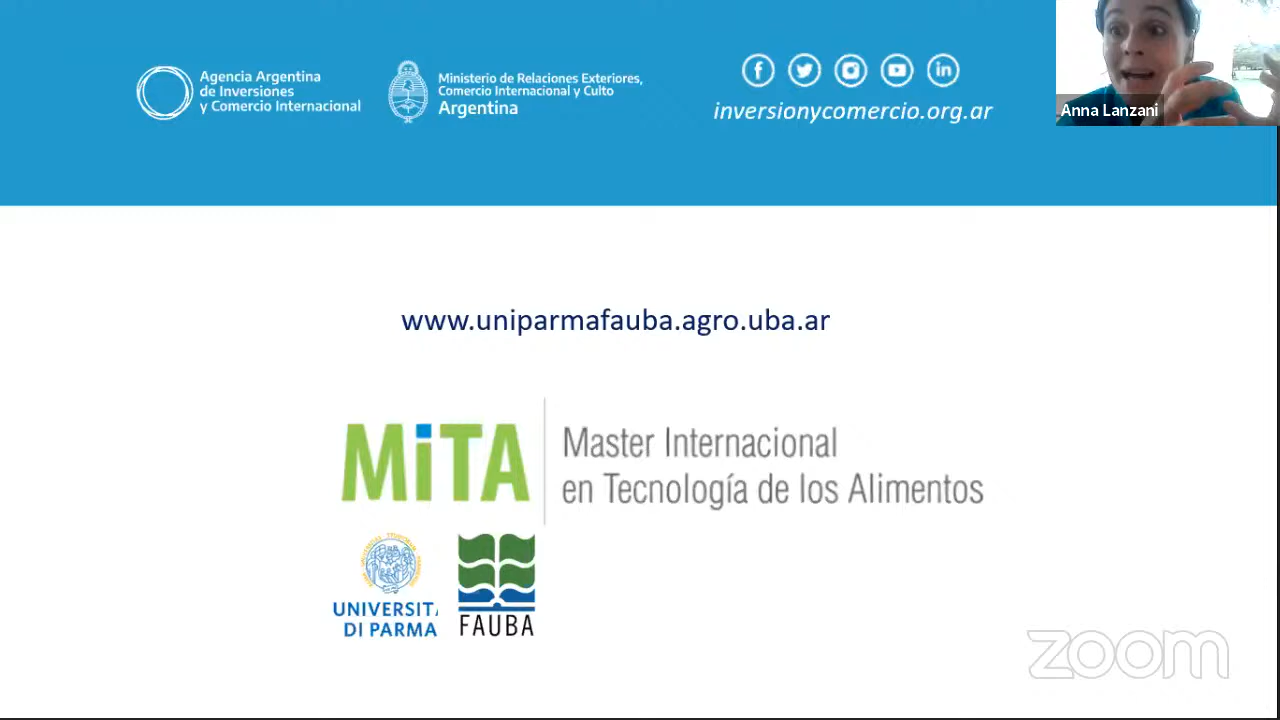 Agencia Argentina
de Inversiones
y Comercio Internacional
Ministerio de Relaciones Exteriores,
Comercio Internacional y Culto
Argentina
inversionycomercio.org.ar
Anna Lanzani
www.uniparmafauba.agro.uba.ar
MiTA
Master Internacional
en Tecnología de los Alimentos
UNIVERSITÀ
DI PARMA
FAUBA
zoom